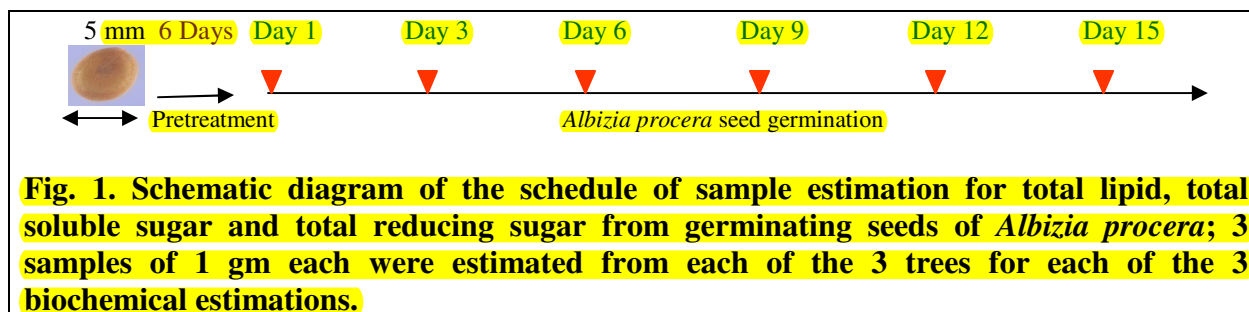 5 mm 6 Days Day 1 Day 3 Day 6 Day 9 Day 12 Day 15
Pretreatment Albizia procera seed germination
Fig. 1. Schematic diagram of the schedule of sample estimation for total lipid, total
soluble sugar and total reducing sugar from germinating seeds of Albizia procera; 3
samples of 1 gm each were estimated from each of the 3 trees for each of the 3
biochemical estimations.